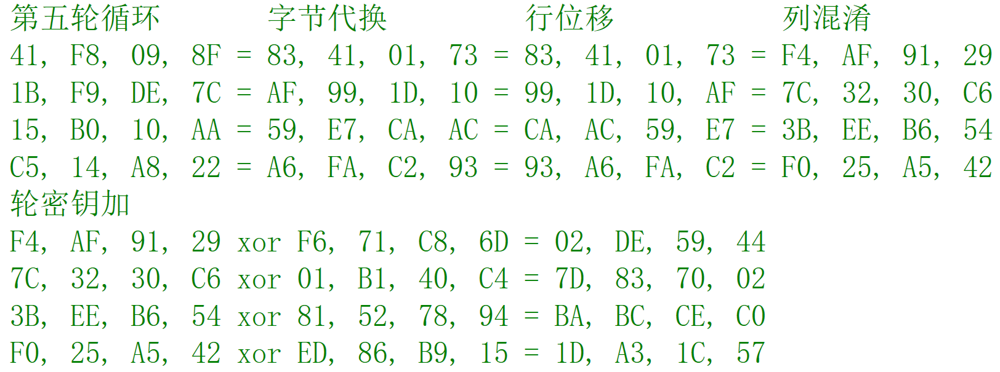 第五轮循环 字节代换 行位移 列混淆
41, F8, 09, 8F = 83, 41, 01, 73 = 83, 41, 01, 73 = F4, AF, 91, 29
1B, F9, DE, 7C = AF, 99, 1D, 10 = 99, 1D, 10, AF = 7C, 32, 30, C6
15, B0, 10, AA = 59, E7, CA, AC = CA, AC, 59, E7 = 3B, EE, B6, 54
C5, 14, A8, 22 = A6, FA, C2, 93 = 93, A6, FA, C2 = F0, 25, A5, 42
轮密钥加
F4, AF, 91, 29 xor F6, 71, C8, 6D = 02, DE, 59, 44
7C, 32, 30, C6 xor 01, B1, 40, C4 = 7D, 83, 70, 02
3B, EE, B6, 54 xor 81, 52, 78, 94 = BA, BC, CE, C0
F0, 25, A5, 42 xor ED, 86, B9, 15 = 1D, A3, 1C, 57